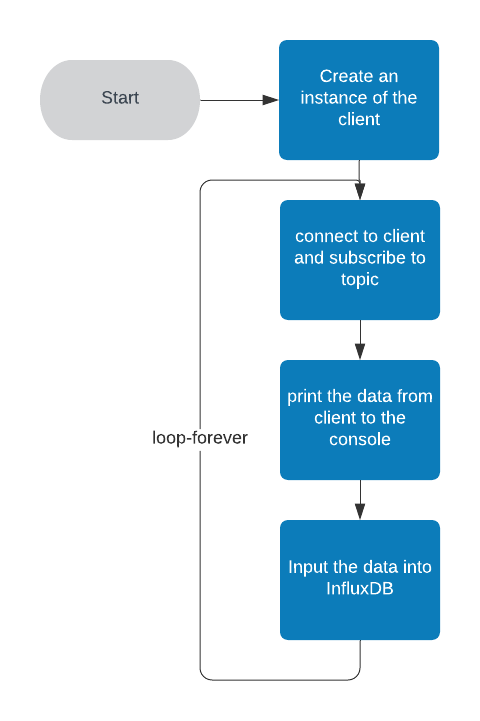 Start
Create an
instance of the
client
connect to client
and subscribe to
topic
print the data from
client to the
console
loop-forever
Input the data into
InfluxDB